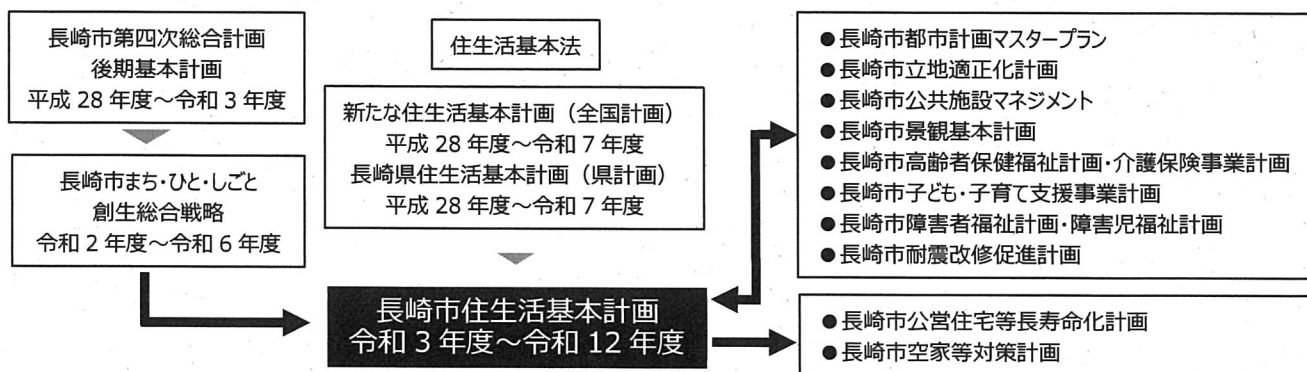 長崎市第四次総合計画
後期基本計画
平成 28 年度～令和 3 年度
長崎市まち・ひと・しごと
創生総合戦略
令和 2 年度～令和 6 年度
住生活基本法
新たな住生活基本計画（全国計画）
平成 28 年度～令和 7 年度
長崎県住生活基本計画（県計画）
平成 28 年度～令和 7 年度
長崎市住生活基本計画
令和 3 年度～令和 12 年度
●長崎市都市計画マスタープラン
●長崎市立地適正化計画
●長崎市公共施設マネジメント
●長崎市景観基本計画
●長崎市高齢者保健福祉計画・介護保険事業計画
●長崎市子ども・子育て支援事業計画
●長崎市障害者福祉計画・障害児福祉計画
●長崎市耐震改修促進計画
●長崎市公営住宅等長寿命化計画
●長崎市空家等対策計画